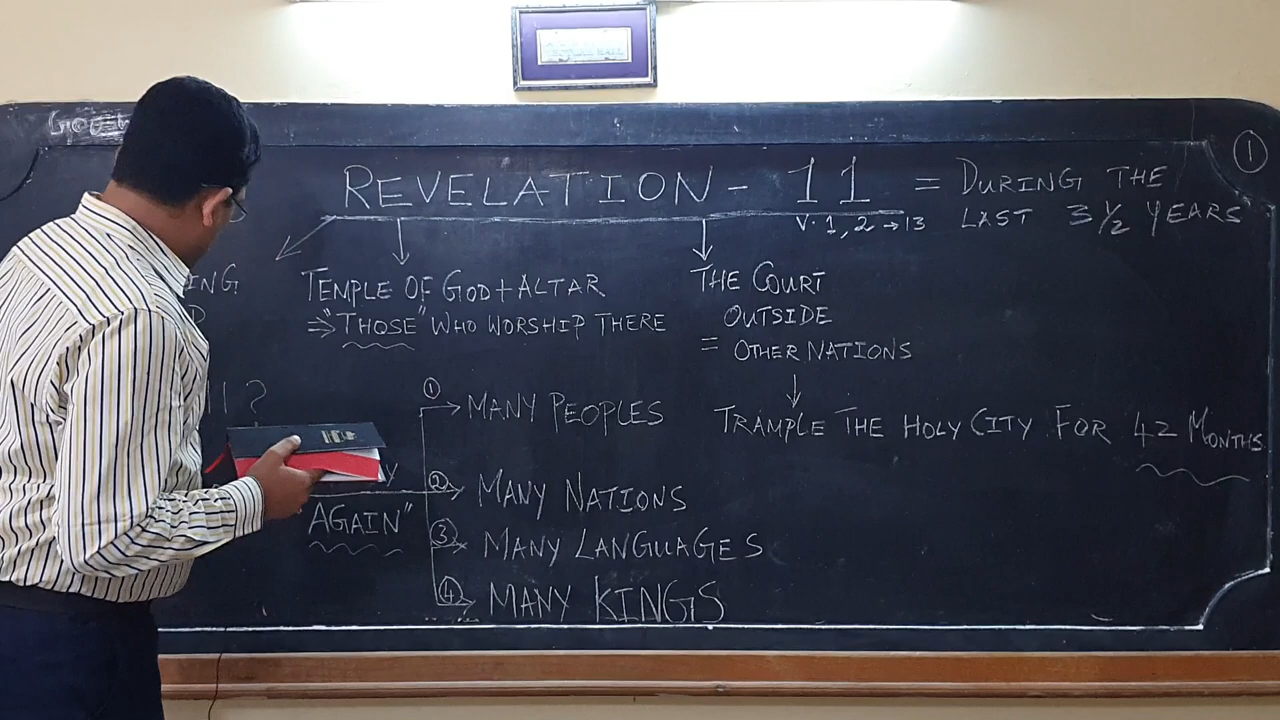 ①
REVELATION - 11 = DURING THE
LAST 3 ½ YEARS
V. 1, 2 → 13
TEMPLE OF GOD + ALTAR
⇒ "THOSE" WHO WORSHIP THERE
THE COURT
OUTSIDE
= OTHER NATIONS
TRAMPLE THE HOLY CITY FOR 42 MONTHS
?
AGAIN"
① MANY PEOPLES
② MANY NATIONS
③ MANY LANGUAGES
④ MANY KINGS